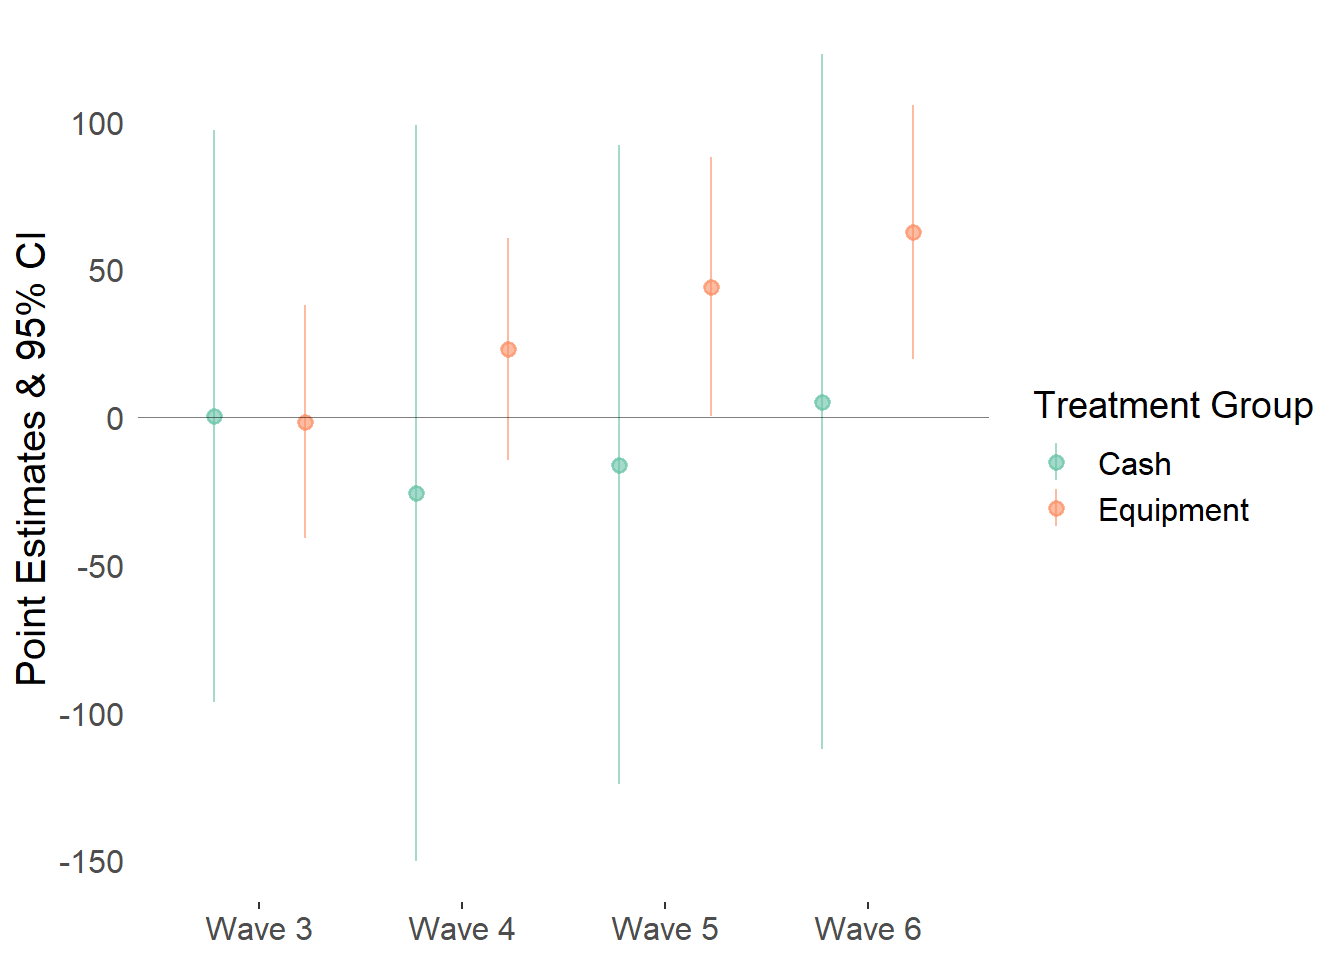 Point Estimates & 95% CI
100
50
0
-50
-100
-150
Wave 3
Wave 4
Wave 5
Wave 6
Treatment Group
Cash
Equipment